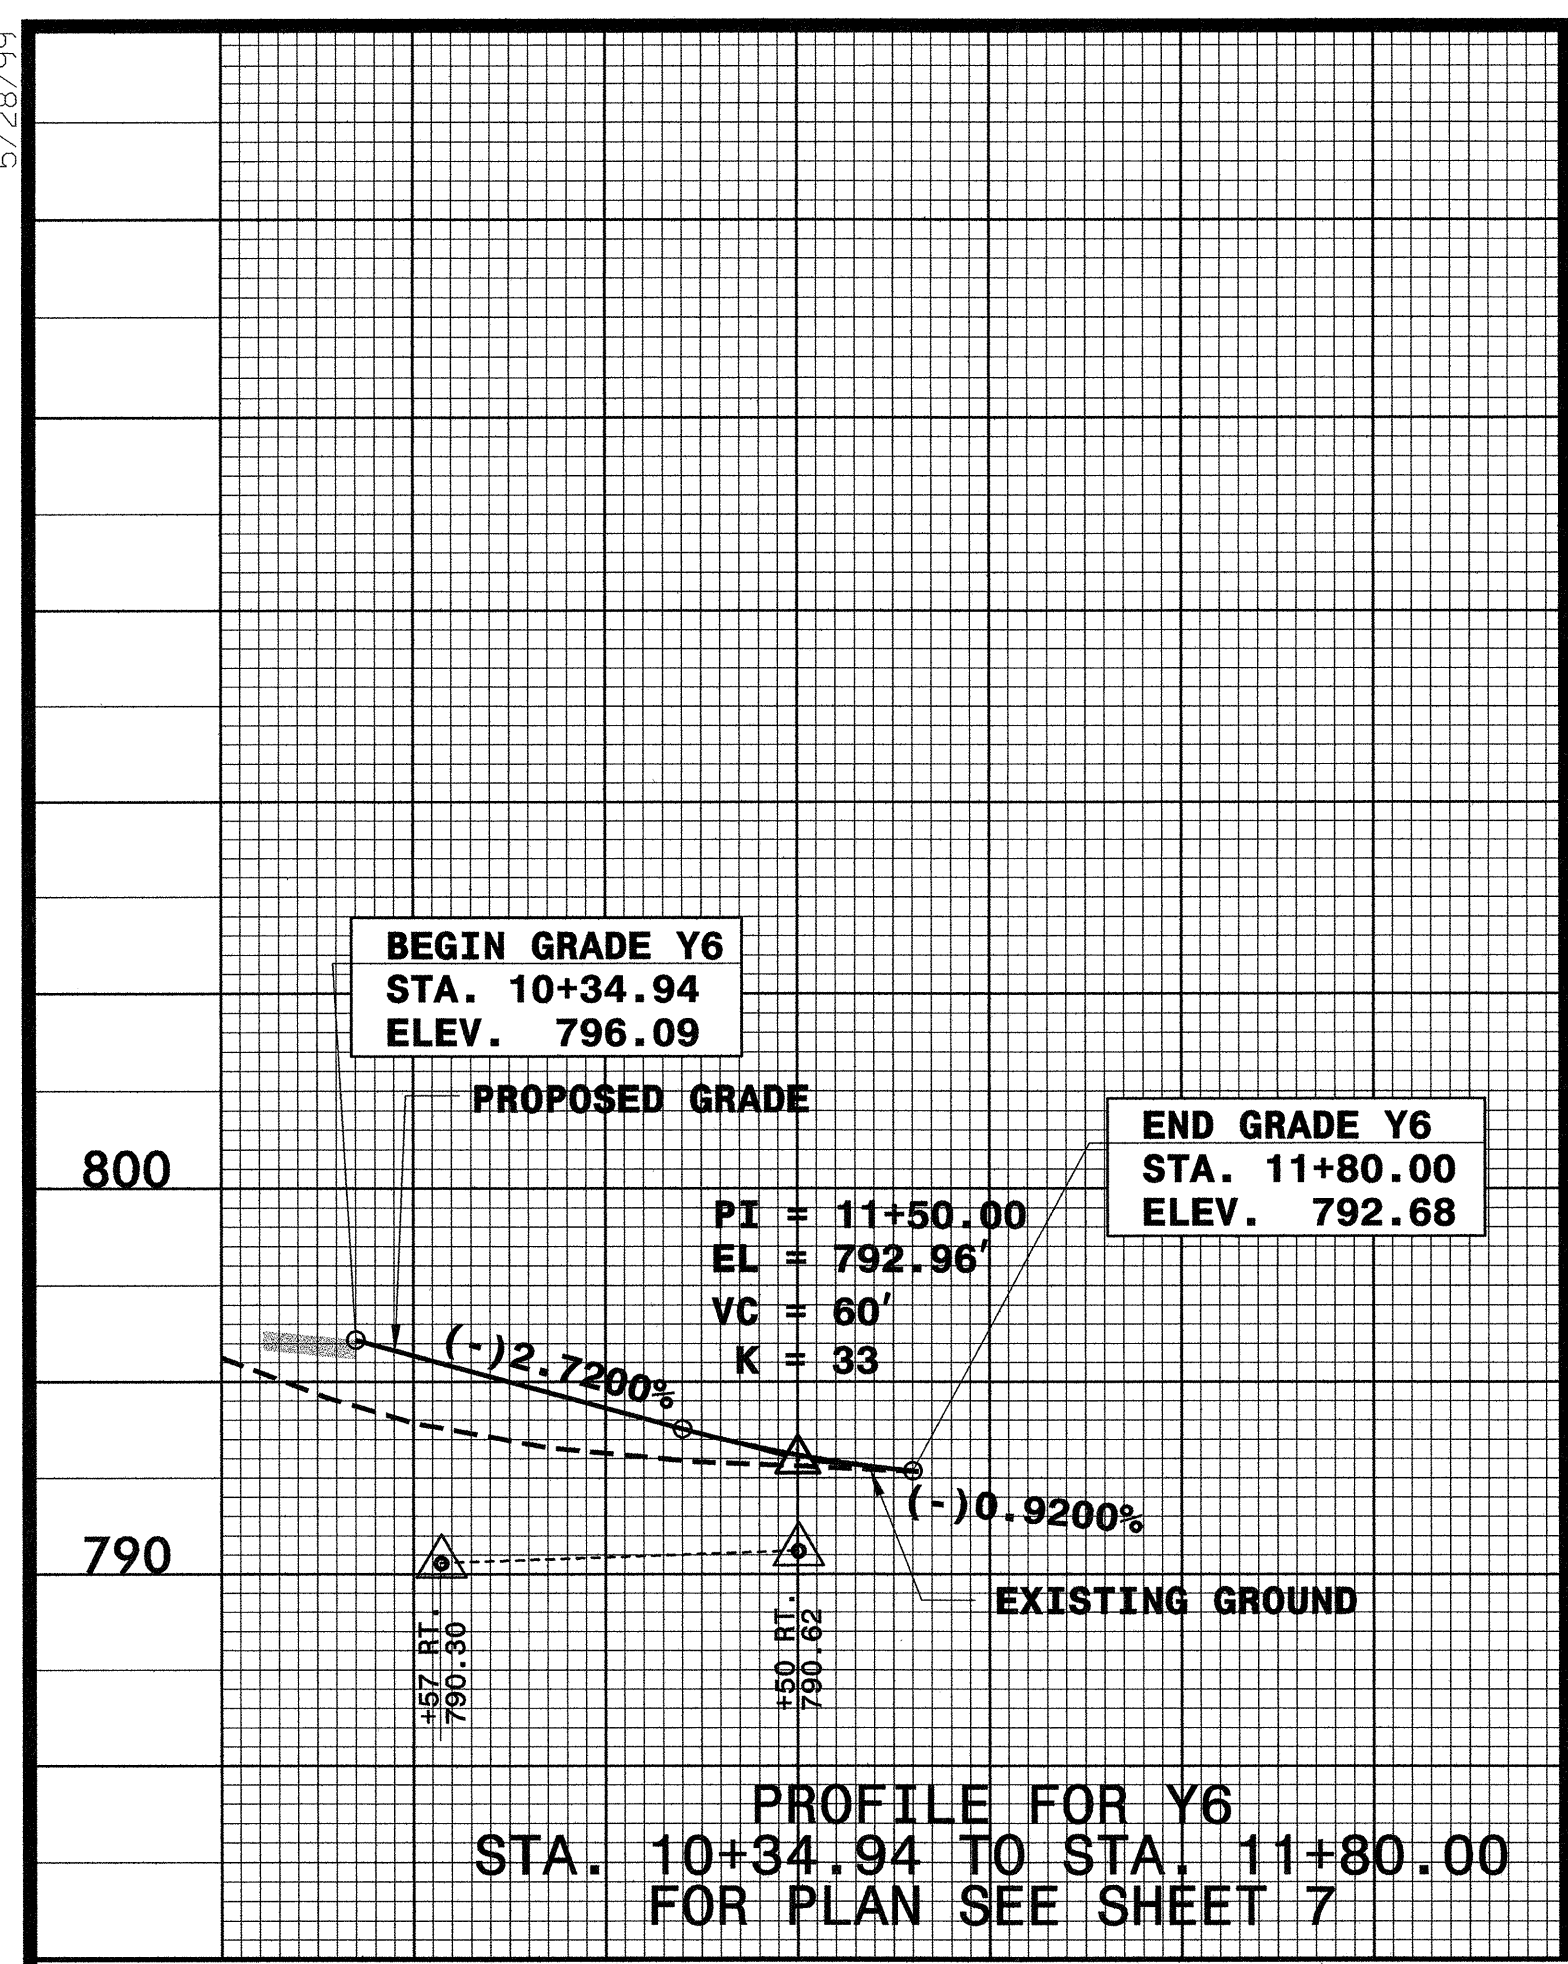 5/28/99
BEGIN GRADE Y6
STA. 10+34.94
ELEV. 796.09
PROPOSED GRADE
END GRADE Y6
STA. 11+80.00
ELEV. 792.68
800
PI = 11+50.00
EL = 792.96'
VC = 60'
K = 33
(-)2.7200%
(-)0.9200%
790
EXISTING GROUND
+57 RT.
790.30
+50 RT.
790.62
PROFILE FOR Y6
STA. 10+34.94 TO STA. 11+80.00
FOR PLAN SEE SHEET 7